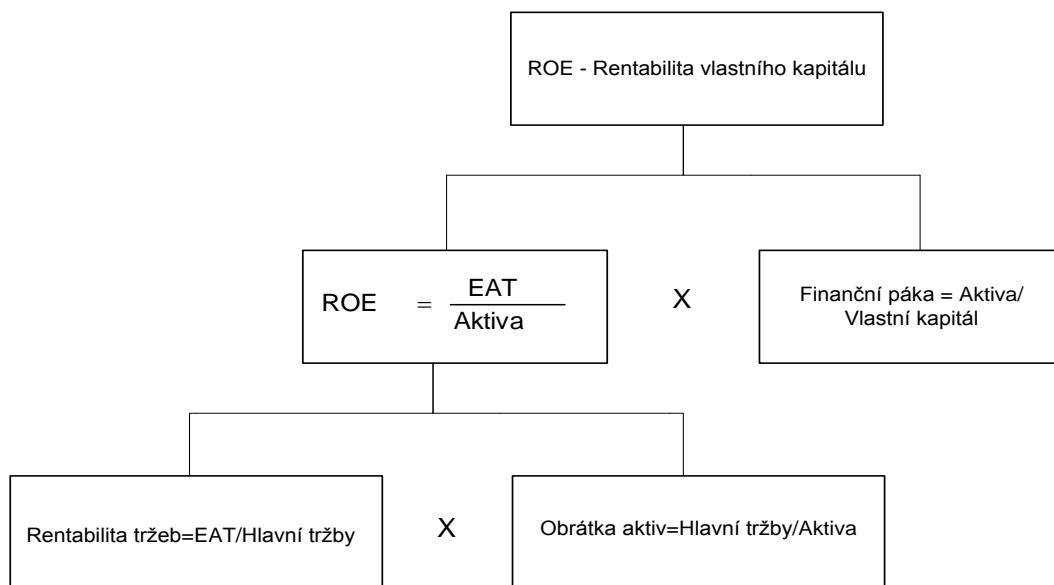 ROE - Rentabilita vlastního kapitálu
ROE = EAT
Aktiva
X
Finanční páka = Aktiva/
Vlastní kapitál
Rentabilita tržeb=EAT/Hlavní tržby
X
Obrátka aktiv=Hlavní tržby/Aktiva